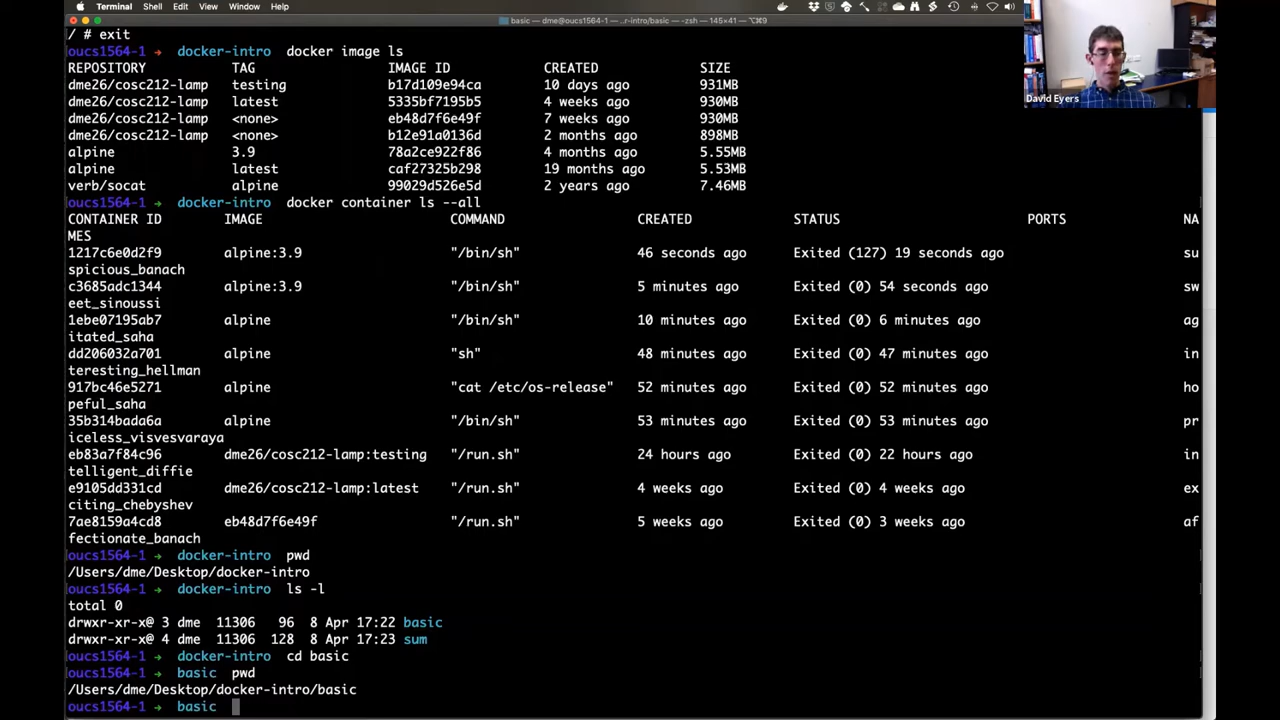 Terminal Shell Edit View Window Help
basic — dme@oucs1564-1 — ..r-intro/basic — -zsh — 145×41 ⌥⌘9
/ # exit
oucs1564-1 → docker-intro docker image ls
REPOSITORY TAG IMAGE ID CREATED SIZE
dme26/cosc212-lamp testing b17d109e94ca 10 days ago 931MB
dme26/cosc212-lamp latest 5335bf7195b5 4 weeks ago 930MB
dme26/cosc212-lamp <none> eb48d7f6e49f 7 weeks ago 930MB
dme26/cosc212-lamp <none> b12e91a0136d 2 months ago 898MB
alpine 3.9 78a2ce922f86 4 months ago 5.55MB
alpine latest caf27325b298 19 months ago 5.53MB
verb/socat alpine 99029d526e5d 2 years ago 7.46MB
oucs1564-1 → docker-intro docker container ls --all
CONTAINER ID IMAGE COMMAND CREATED STATUS PORTS NA
MES
1217c6e0d2f9 alpine:3.9 "/bin/sh" 46 seconds ago Exited (127) 19 seconds ago su
spicious_banach
c3685adc1344 alpine:3.9 "/bin/sh" 5 minutes ago Exited (0) 54 seconds ago sw
eet_sinoussi
1ebe07195ab7 alpine "/bin/sh" 10 minutes ago Exited (0) 6 minutes ago ag
itated_saha
dd206032a701 alpine "sh" 48 minutes ago Exited (0) 47 minutes ago in
teresting_hellman
917bc46e5271 alpine "cat /etc/os-release" 52 minutes ago Exited (0) 52 minutes ago ho
peful_saha
35b314bada6a alpine "/bin/sh" 53 minutes ago Exited (0) 53 minutes ago pr
iceless_visvesvaraya
eb83a7f84c96 dme26/cosc212-lamp:testing "/run.sh" 24 hours ago Exited (0) 22 hours ago in
telligent_diffie
e9105dd331cd dme26/cosc212-lamp:latest "/run.sh" 4 weeks ago Exited (0) 4 weeks ago ex
citing_chebyshev
7ae8159a4cd8 eb48d7f6e49f "/run.sh" 5 weeks ago Exited (0) 3 weeks ago af
fectionate_banach
oucs1564-1 → docker-intro pwd
/Users/dme/Desktop/docker-intro
oucs1564-1 → docker-intro ls -l
total 0
drwxr-xr-x@ 3 dme 11306 96 8 Apr 17:22 basic
drwxr-xr-x@ 4 dme 11306 128 8 Apr 17:23 sum
oucs1564-1 → docker-intro cd basic
oucs1564-1 → basic pwd
/Users/dme/Desktop/docker-intro/basic
oucs1564-1 → basic
David Eyers